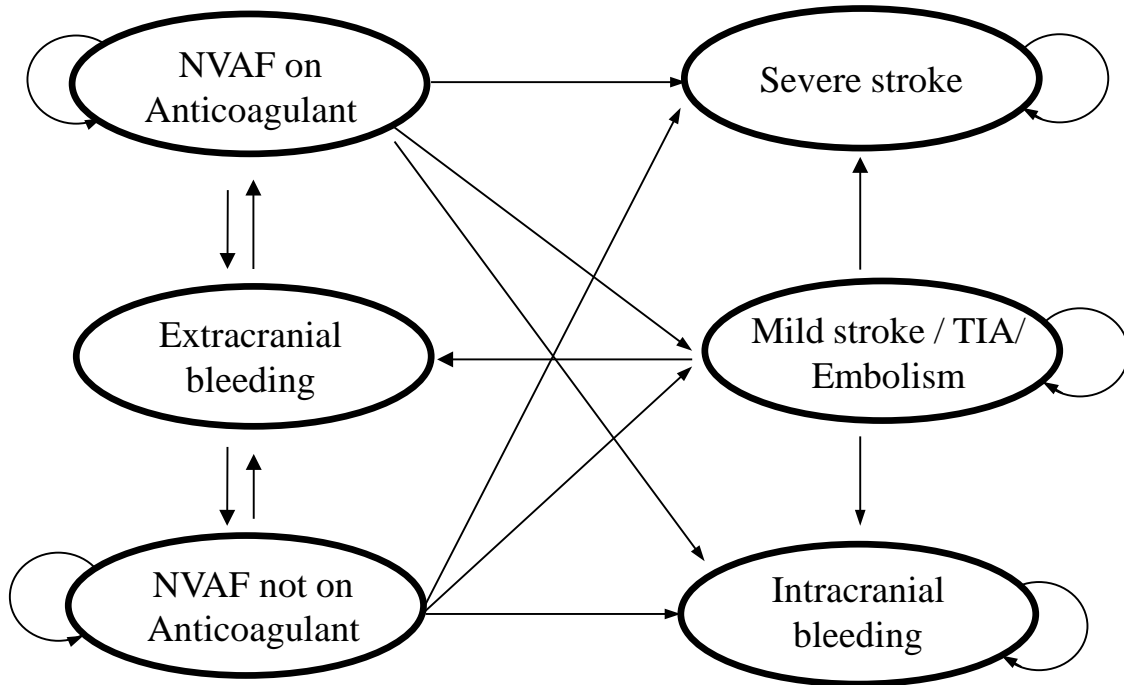 NVAF on
Anticoagulant
Severe stroke
Extracranial
bleeding
Mild stroke / TIA/
Embolism
NVAF not on
Anticoagulant
Intracranial
bleeding